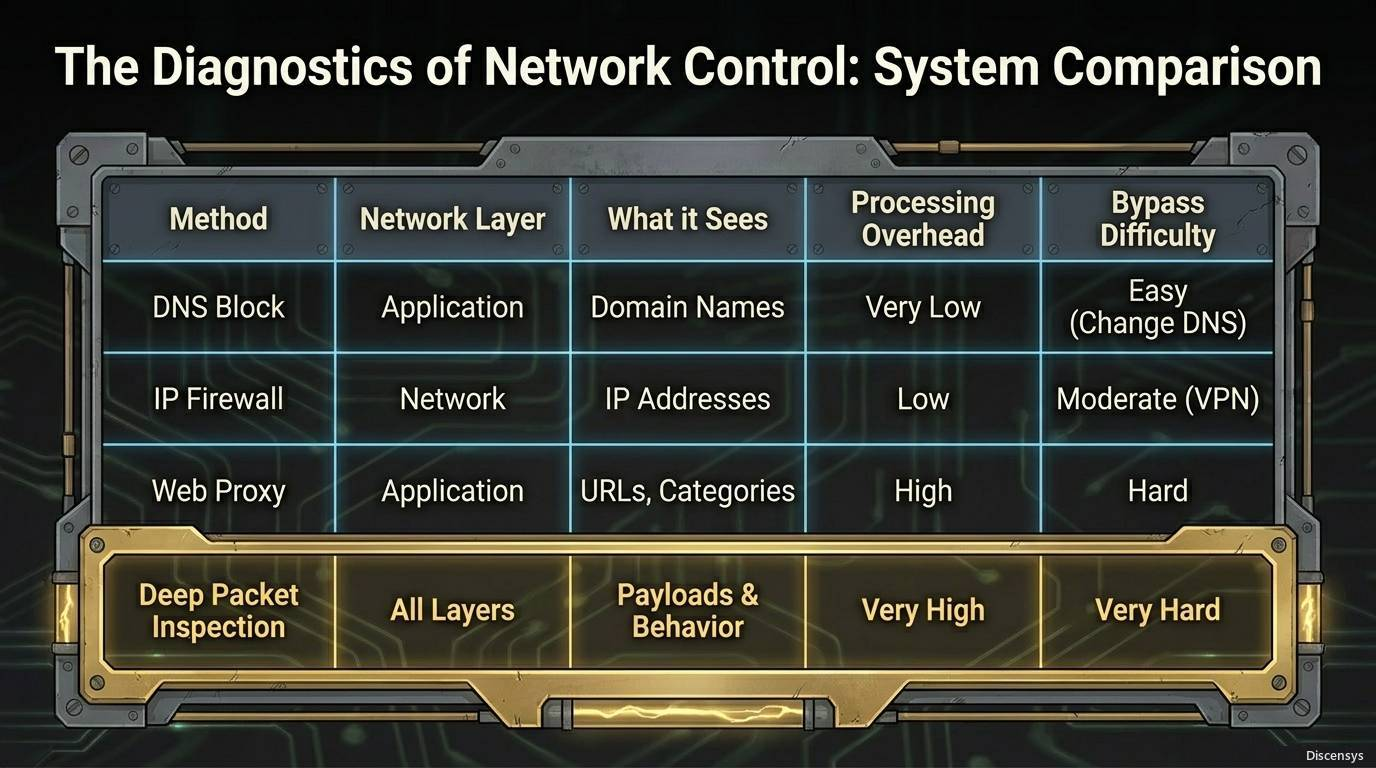 The Diagnostics of Network Control: System Comparison
Method
Network Layer
What it Sees
Processing
Overhead
Bypass
Difficulty
DNS Block
Application
Domain Names
Very Low
Easy
(Change DNS)
IP Firewall
Network
IP Addresses
Low
Moderate (VPN)
Web Proxy
Application
URLs, Categories
High
Hard
Deep Packet
Inspection
All Layers
Payloads &
Behavior
Very High
Very Hard
Discensys